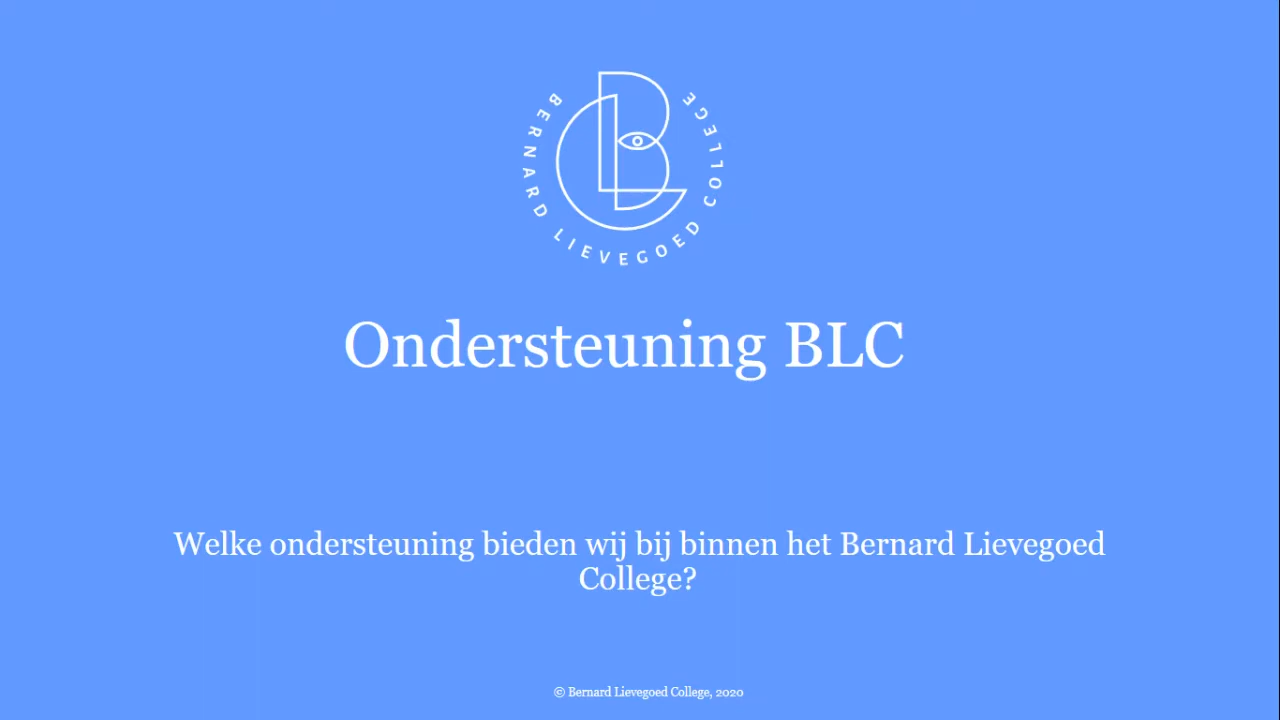 BERNARD LIEVEGOED COLLEGE
Ondersteuning BLC
Welke ondersteuning bieden wij bij binnen het Bernard Lievegoed
College?
© Bernard Lievegoed College, 2020